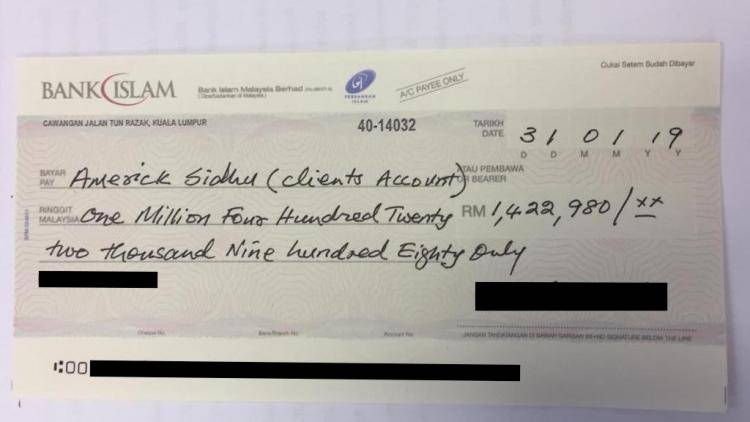 Cukai Setem Sudah Dibayar
BANK ISLAM
Bank Islam Malaysia Berhad
(Diperbadankan di Malaysia)
PERBANKAN
ISLAM
A/C PAYEE ONLY
CAWANGAN JALAN TUN RAZAK, KUALA LUMPUR
40-14032
TARIKH
DATE
31 01 19
D D M M Y Y
BAYAR
PAY
Americk Sidhu (clients Account)
ATAU PEMBAWA
OR BEARER
RINGGIT
MALAYSIA
One Million Four Hundred Twenty
RM 1,422,980/xx
two thousand Nine hundred Eighty Only
Cheque No.
Bank/Branch No.
Account No.
JANGAN TANDATANGAN DI BAWAH GARISAN INI/NO SIGNATURE BELOW THE LINE
⑆00